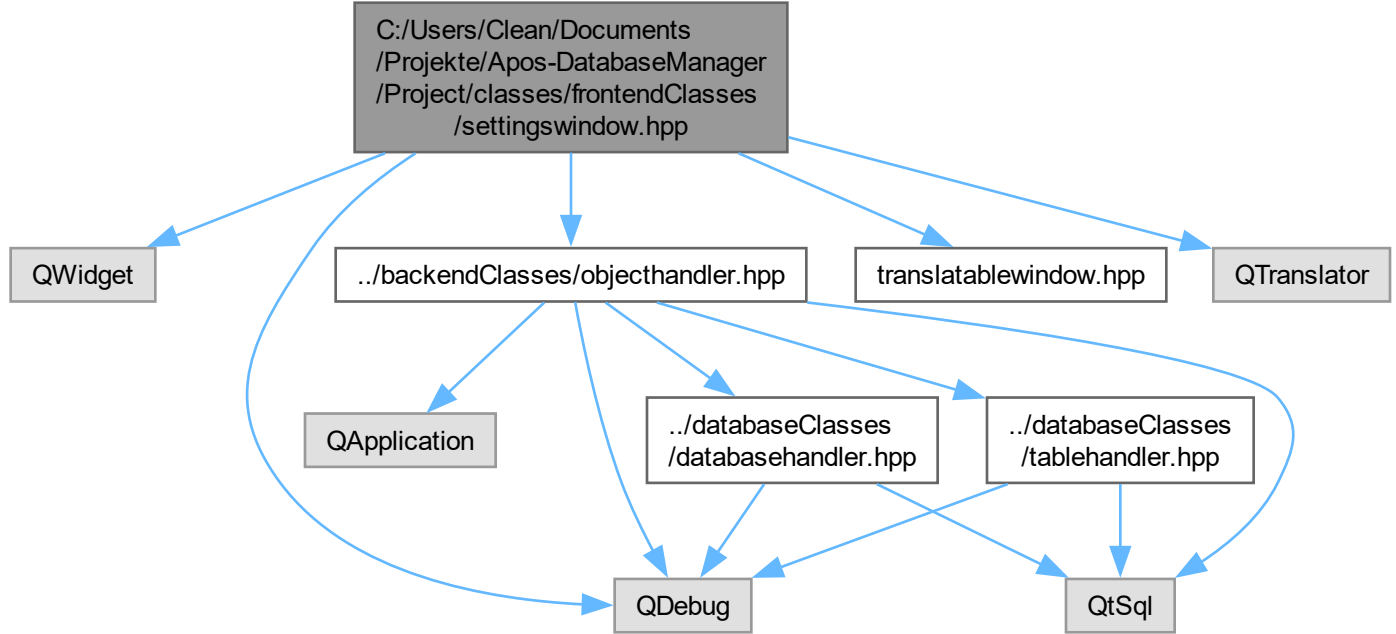 C:/Users/Clean/Documents
/Projekte/Apos-DatabaseManager
/Project/classes/frontendClasses
/settingswindow.hpp
QWidget
../backendClasses/objecthandler.hpp
translatablewindow.hpp
QTranslator
QApplication
../databaseClasses
/databasehandler.hpp
../databaseClasses
/tablehandler.hpp
QDebug
QtSql